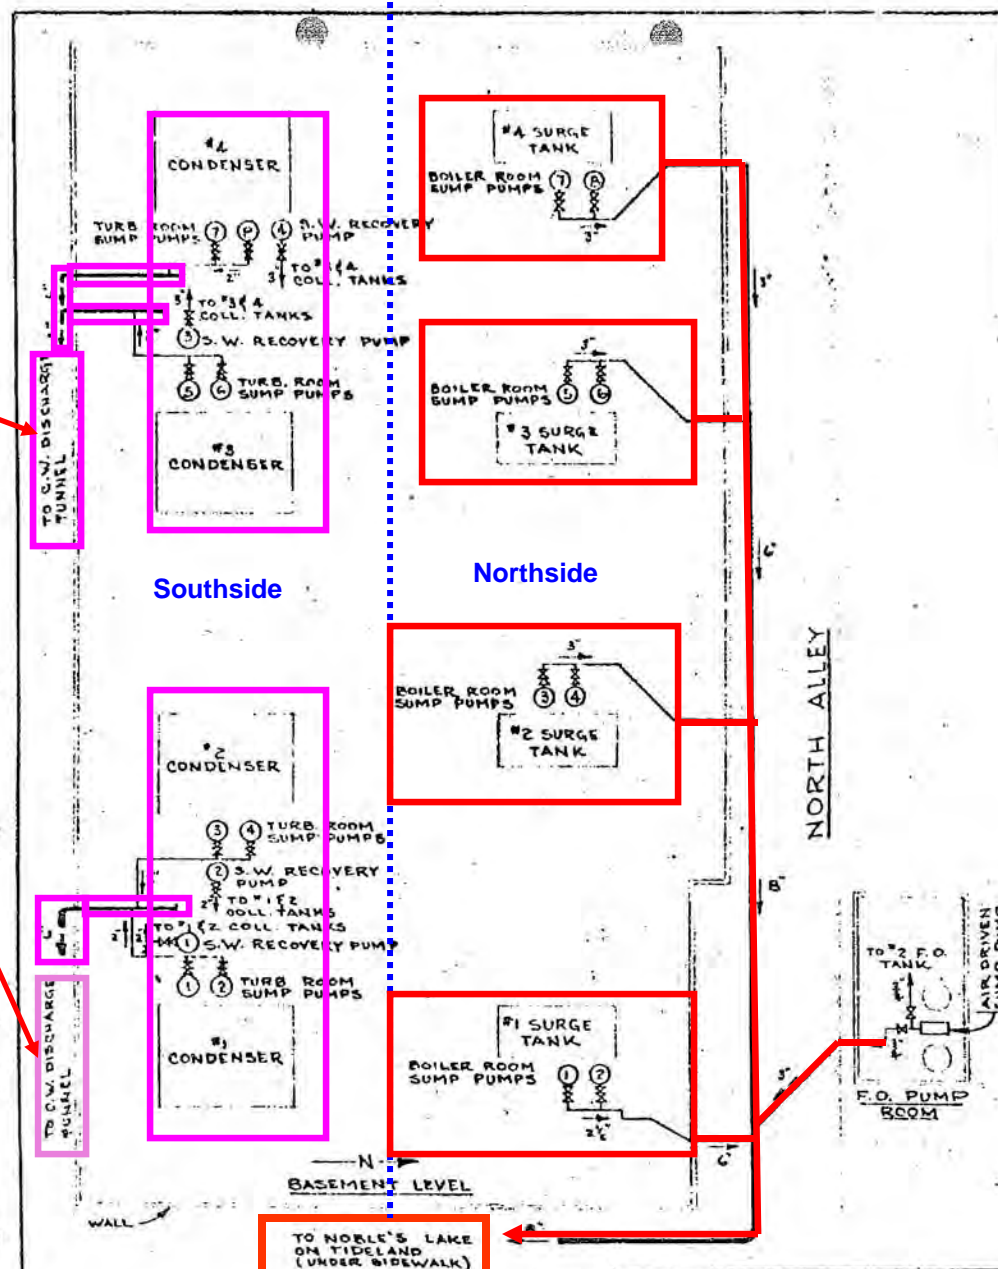 #4
CONDENSER
#4 SURGE
TANK
BOILER ROOM
SUMP PUMPS
7
8
3"
TURB ROOM
SUMP PUMPS
7
8
4
S.W. RECOVERY
PUMP
2"
3"
TO #3 & 4
COLL. TANKS
6"
3"
TO #3 & 4
COLL. TANKS
3
S.W. RECOVERY PUMP
5
6
TURB. ROOM
SUMP PUMPS
3"
TO C.W. DISCHARGE
TUNNEL
#3
CONDENSER
3"
BOILER ROOM
SUMP PUMPS
5
6
#3 SURGE
TANK
6"
Southside
Northside
NORTH ALLEY
3"
BOILER ROOM
SUMP PUMPS
3
4
#2 SURGE
TANK
#2
CONDENSER
3
4
TURB. ROOM
SUMP PUMPS
2
S.W. RECOVERY
PUMP
2"
TO #1 & 2
COLL. TANKS
8"
6"
2"
2"
TO #1 & 2 COLL. TANKS
1
S.W. RECOVERY PUMP
1
2
TURB ROOM
SUMP PUMPS
TO C.W. DISCHARGE
TUNNEL
#1
CONDENSER
#1 SURGE
TANK
BOILER ROOM
SUMP PUMPS
1
2
2½"
6"
3"
TO #2 F.O.
TANK
AIR DRIVEN
F.O. PUMP
ROOM
N
BASEMENT LEVEL
WALL
8"
TO NOBLE'S LAKE
ON TIDELAND
(UNDER SIDEWALK)